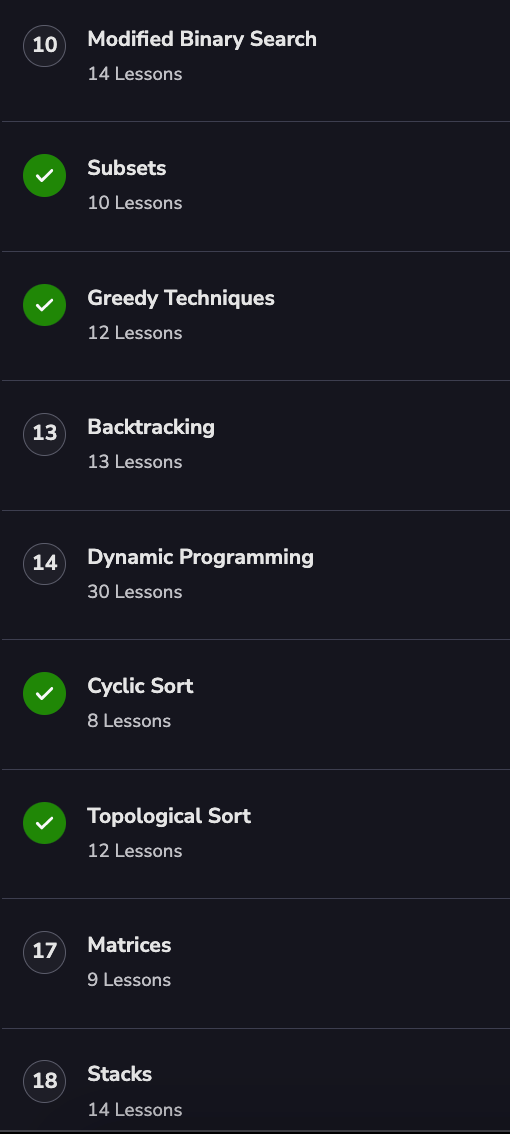 10
Modified Binary Search
14 Lessons
Subsets
10 Lessons
Greedy Techniques
12 Lessons
13
Backtracking
13 Lessons
14
Dynamic Programming
30 Lessons
Cyclic Sort
8 Lessons
Topological Sort
12 Lessons
17
Matrices
9 Lessons
18
Stacks
14 Lessons